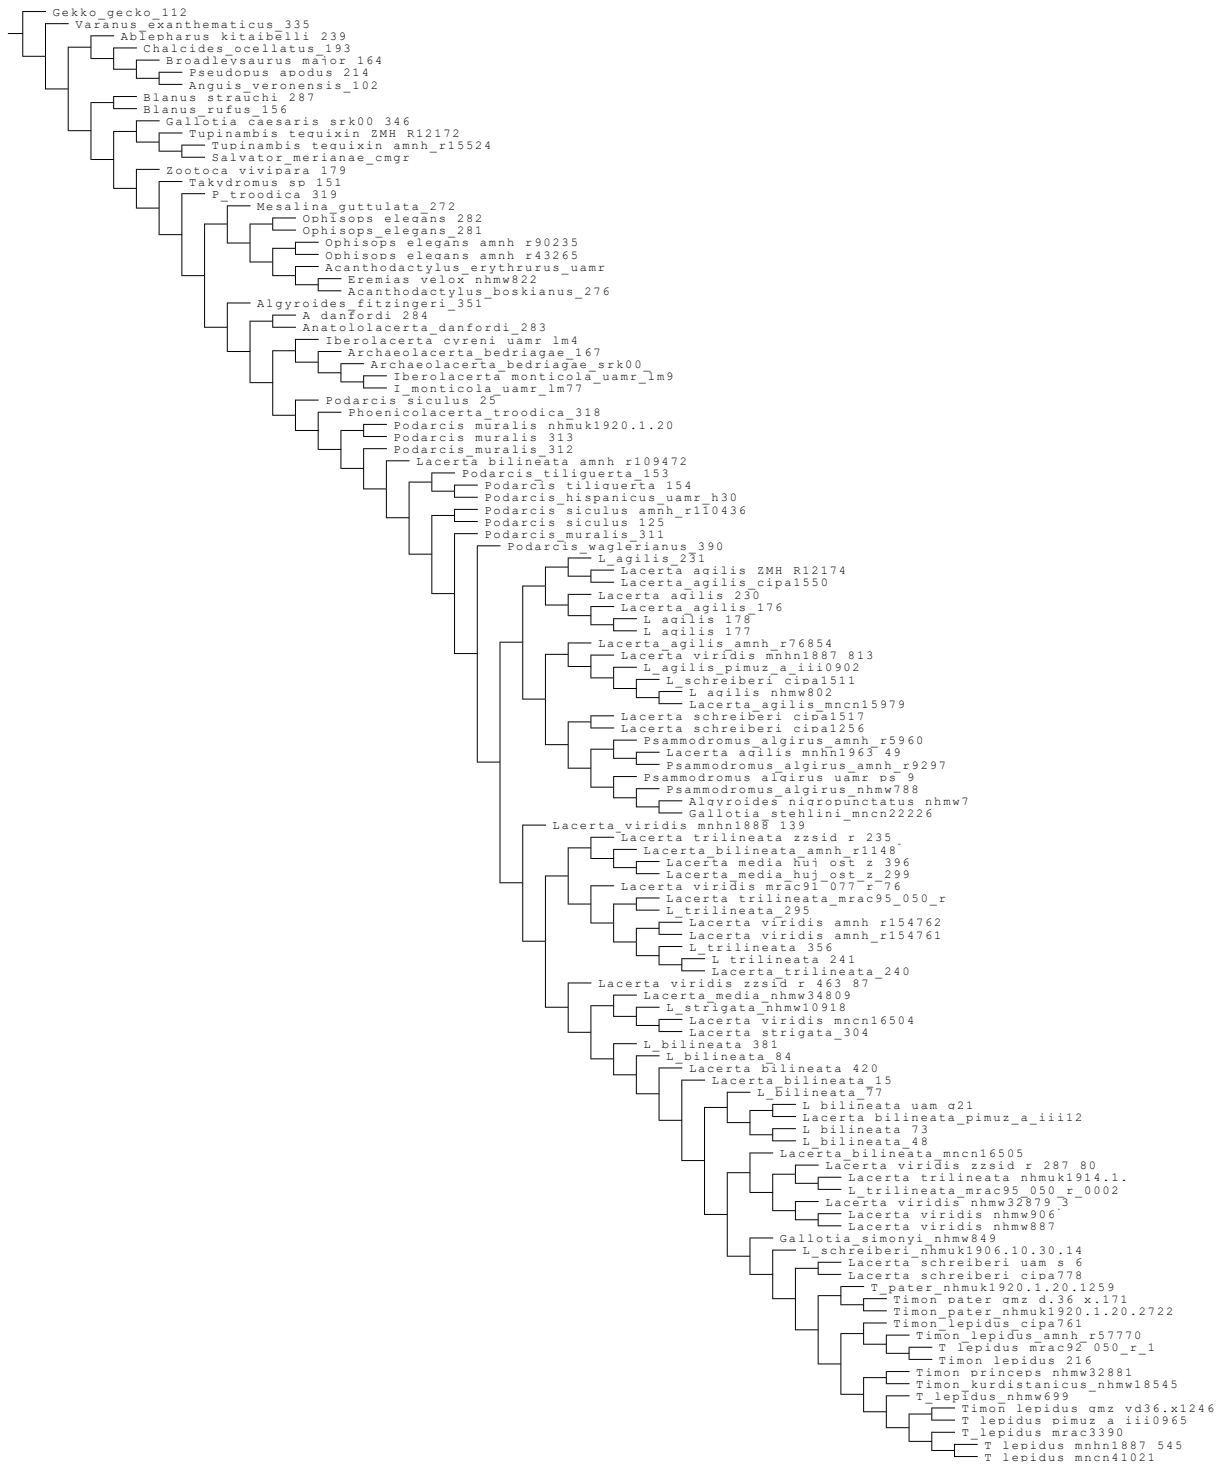 Gekko_gecko_112
Varanus_exanthematicus_335
Ablepharus_kitaibelli_239
Chalcides_ocellatus_193
Broadleysaurus_major_164
Pseudopus_apodus_214
Anguis_veronensis_102
Blanus_strauchi_287
Blanus_rufus_156
Gallotia_caesaris_srk00_346
Tupinambis_teguixin_ZMH_R12172
Tupinambis_teguixin_amnh_r15524
Salvator_merianae_cmgr
Zootoca_vivipara_179
Takydromus_sp_151
P_troodica_319
Mesalina_guttulata_272
Ophisops_elegans_282
Ophisops_elegans_281
Ophisops_elegans_amnh_r90235
Ophisops_elegans_amnh_r43265
Acanthodactylus_erythrurus_uamr
Eremias_velox_nhmw822
Acanthodactylus_boskianus_276
Algyroides_fitzingeri_351
A_danfordi_284
Anatololacerta_danfordi_283
Iberolacerta_cyreni_uamr_lm4
Archaeolacerta_bedriagae_167
Archaeolacerta_bedriagae_srk00_
Iberolacerta_monticola_uamr_lm9
I_monticola_uamr_lm77
Podarcis_siculus_25
Phoenicolacerta_troodica_318
Podarcis_muralis_nhmuk1920.1.20
Podarcis_muralis_313
Podarcis_muralis_312
Lacerta_bilineata_amnh_r109472
Podarcis_tiliguerta_153
Podarcis_tiliguerta_154
Podarcis_hispanicus_uamr_h30
Podarcis_siculus_amnh_r110436
Podarcis_siculus_125
Podarcis_muralis_311
Podarcis_waglerianus_390
L_agilis_231
Lacerta_agilis_ZMH_R12174
Lacerta_agilis_cipa1550
Lacerta_agilis_230
Lacerta_agilis_176
L_agilis_178
L_agilis_177
Lacerta_agilis_amnh_r76854
Lacerta_viridis_mnhn1887_813
L_agilis_pimuz_a_iii0902
L_schreiberi_cipa1511
L_agilis_nhmw802
Lacerta_agilis_mncn15979
Lacerta_schreiberi_cipa1517
Lacerta_schreiberi_cipa1256
Psammodromus_algirus_amnh_r5960
Lacerta_agilis_mnhn1963_49
Psammodromus_algirus_amnh_r9297
Psammodromus_algirus_uamr_ps_9
Psammodromus_algirus_nhmw788
Algyroides_nigropunctatus_nhmw7
Gallotia_stehlini_mncn22226
Lacerta_viridis_mnhn1888_139
Lacerta_trilineata_zzsid_r_235_
Lacerta_bilineata_amnh_r1148
Lacerta_media_huj_ost_z_396
Lacerta_media_huj_ost_z_299
Lacerta_viridis_mrac91_077_r_76
Lacerta_trilineata_mrac95_050_r
L_trilineata_295
Lacerta_viridis_amnh_r154762
Lacerta_viridis_amnh_r154761
L_trilineata_356
L_trilineata_241
Lacerta_trilineata_240
Lacerta_viridis_zzsid_r_463_87
Lacerta_media_nhmw34809
L_strigata_nhmw10918
Lacerta_viridis_mncn16504
Lacerta_strigata_304
L_bilineata_381
L_bilineata_84
Lacerta_bilineata_420
Lacerta_bilineata_15
L_bilineata_77
L_bilineata_uam_g21
Lacerta_bilineata_pimuz_a_iii12
L_bilineata_73
L_bilineata_48
Lacerta_bilineata_mncn16505
Lacerta_viridis_zzsid_r_287_80
Lacerta_trilineata_nhmuk1914.1.
L_trilineata_mrac95_050_r_0002
Lacerta_viridis_nhmw32879_3
Lacerta_viridis_nhmw906
Lacerta_viridis_nhmw887
Gallotia_simonyi_nhmw849
L_schreiberi_nhmuk1906.10.30.14
Lacerta_schreiberi_uam_s_6
Lacerta_schreiberi_cipa778
T_pater_nhmuk1920.1.20.1259
Timon_pater_gmz_d.36_x.171
Timon_pater_nhmuk1920.1.20.2722
Timon_lepidus_cipa761
Timon_lepidus_amnh_r57770
T_lepidus_mrac92_050_r_1
Timon_lepidus_216
Timon_princeps_nhmw32881
Timon_kurdistanicus_nhmw18545
T_lepidus_nhmw699
Timon_lepidus_gmz_vd36.x1246
T_lepidus_pimuz_a_iii0965
T_lepidus_mrac3390
T_lepidus_mnhn1887_545
T_lepidus_mncn41021